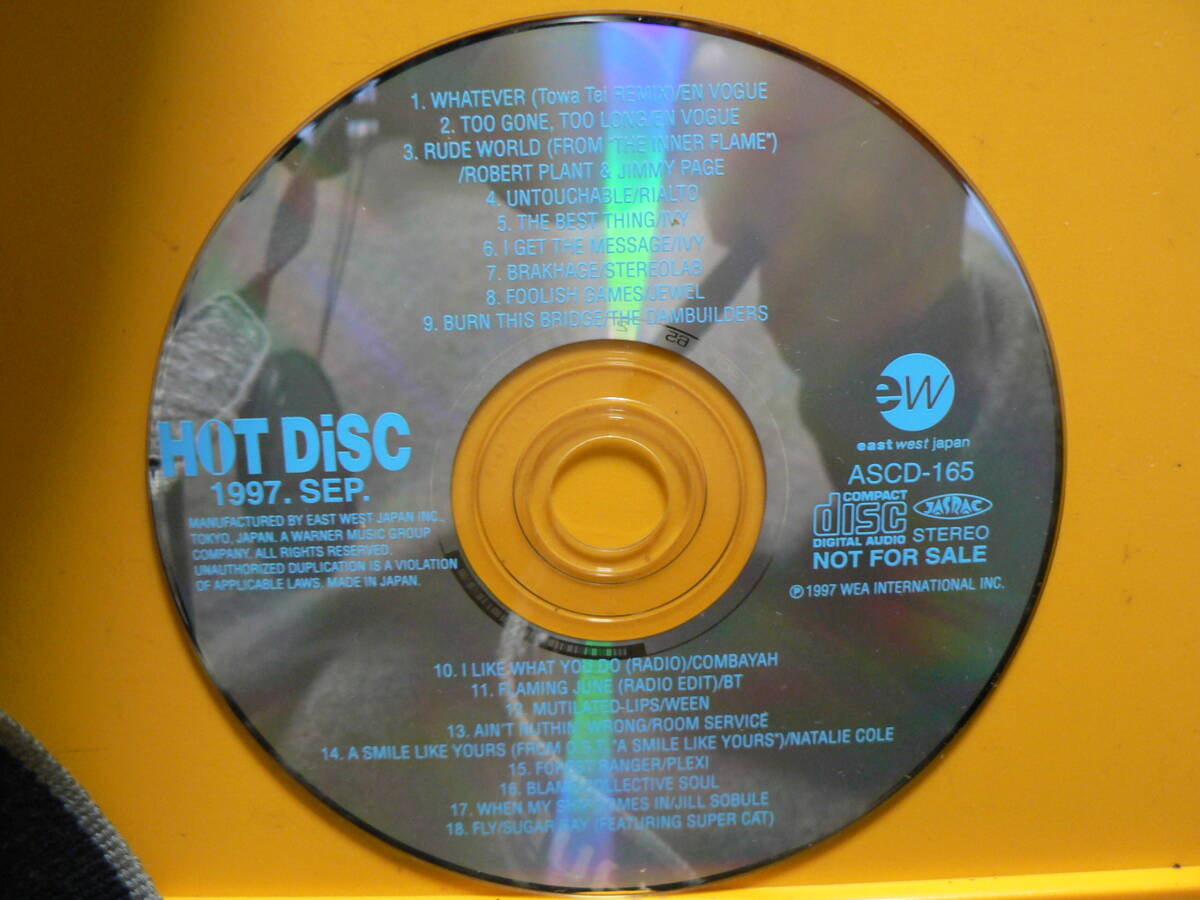 1. WHATEVER (Towa Tei REMIX)/EN VOGUE
2. TOO GONE, TOO LONG/EN VOGUE
3. RUDE WORLD (FROM "THE INNER FLAME")
/ROBERT PLANT & JIMMY PAGE
4. UNTOUCHABLE/RIALTO
5. THE BEST THING/IVY
6. I GET THE MESSAGE/IVY
7. BRAKHAGE/STEREOLAB
8. FOOLISH GAMES/JEWEL
9. BURN THIS BRIDGE/THE DAMBUILDERS
HOT DiSC
1997. SEP.
MANUFACTURED BY EAST WEST JAPAN INC.,
TOKYO, JAPAN. A WARNER MUSIC GROUP
COMPANY. ALL RIGHTS RESERVED.
UNAUTHORIZED DUPLICATION IS A VIOLATION
OF APPLICABLE LAWS. MADE IN JAPAN.
eW
east west japan
ASCD-165
COMPACT
disc
DIGITAL AUDIO
JASRAC
STEREO
NOT FOR SALE
Ⓟ1997 WEA INTERNATIONAL INC.
10. I LIKE WHAT YOU DO (RADIO)/COMBAYAH
11. FLAMING JUNE (RADIO EDIT)/BT
12. MUTILATED-LIPS/WEEN
13. AIN'T NUTHIN' WRONG/ROOM SERVICE
14. A SMILE LIKE YOURS (FROM O.S.T. "A SMILE LIKE YOURS")/NATALIE COLE
15. FOREST RANGER/PLEXI
16. BLAME/COLLECTIVE SOUL
17. WHEN MY SHIP COMES IN/JILL SOBULE
18. FLY/SUGAR RAY (FEATURING SUPER CAT)